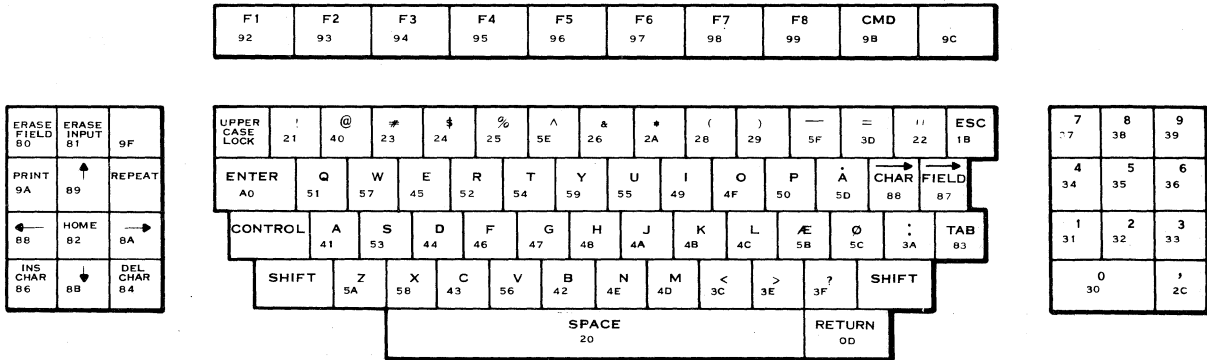 F1 F2 F3 F4 F5 F6 F7 F8 CMD
92 93 94 95 96 97 98 99 9B 9C
ERASE FIELD 80 ERASE INPUT 81 9F
PRINT 9A ↑ 89 REPEAT
← 88 HOME 82 → 8A
INS CHAR 86 ↓ 8B DEL CHAR 84
UPPER CASE LOCK ! 21 @ 40 # 23 $ 24 % 25 ^ 5E & 26 * 2A ( 28 ) 29 — 5F = 3D " 22 ESC 1B
ENTER A0 Q 51 W 57 E 45 R 52 T 54 Y 59 U 55 I 49 O 4F P 50 Å 5D → CHAR 88 → FIELD 87
CONTROL A 41 S 53 D 44 F 46 G 47 H 48 J 4A K 4B L 4C Æ 5B Ø 5C : 3A TAB 83
SHIFT Z 5A X 58 C 43 V 56 B 42 N 4E M 4D < 3C > 3E ? 3F SHIFT
SPACE 20 RETURN 0D
7 37 8 38 9 39
4 34 5 35 6 36
1 31 2 32 3 33
0 30 , 2C